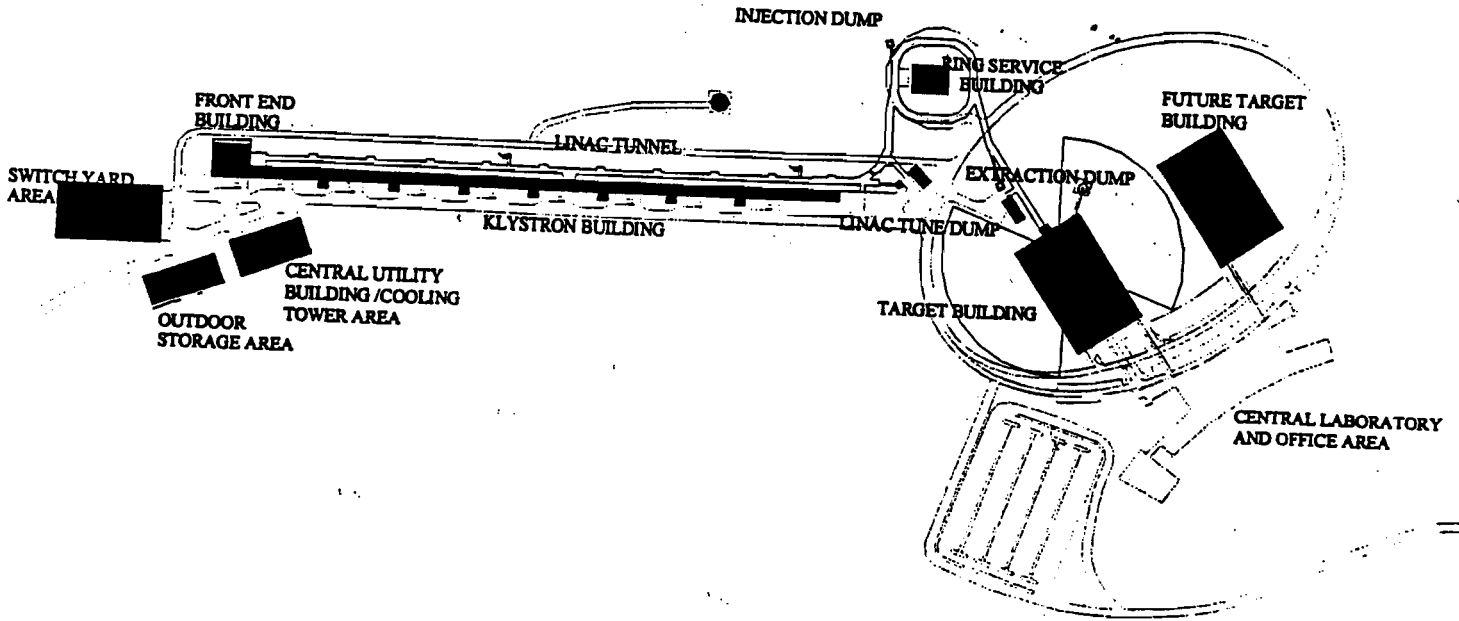 INJECTION DUMP
RING SERVICE
BUILDING
FRONT END
BUILDING
FUTURE TARGET
BUILDING
LINAC TUNNEL
SWITCH YARD
AREA
EXTRACTION DUMP
KLYSTRON BUILDING
LINAC TUNE DUMP
CENTRAL UTILITY
BUILDING /COOLING
TOWER AREA
TARGET BUILDING
OUTDOOR
STORAGE AREA
CENTRAL LABORATORY
AND OFFICE AREA